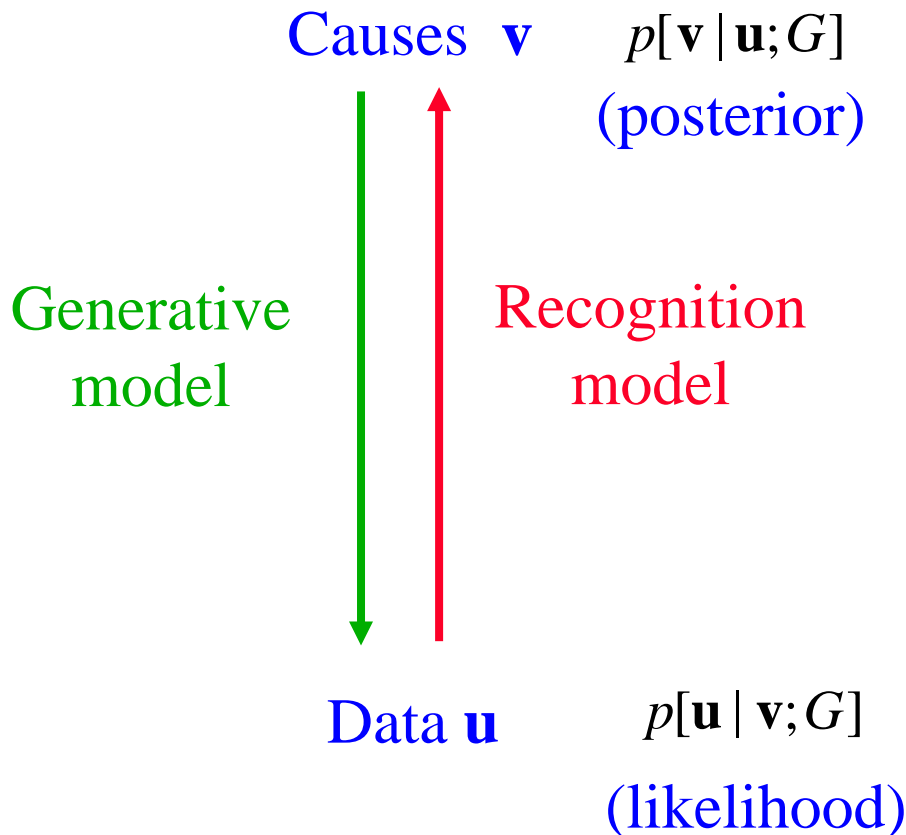 Causes v p[v | u; G]
(posterior)
Generative
model
Recognition
model
Data u p[u | v; G]
(likelihood)